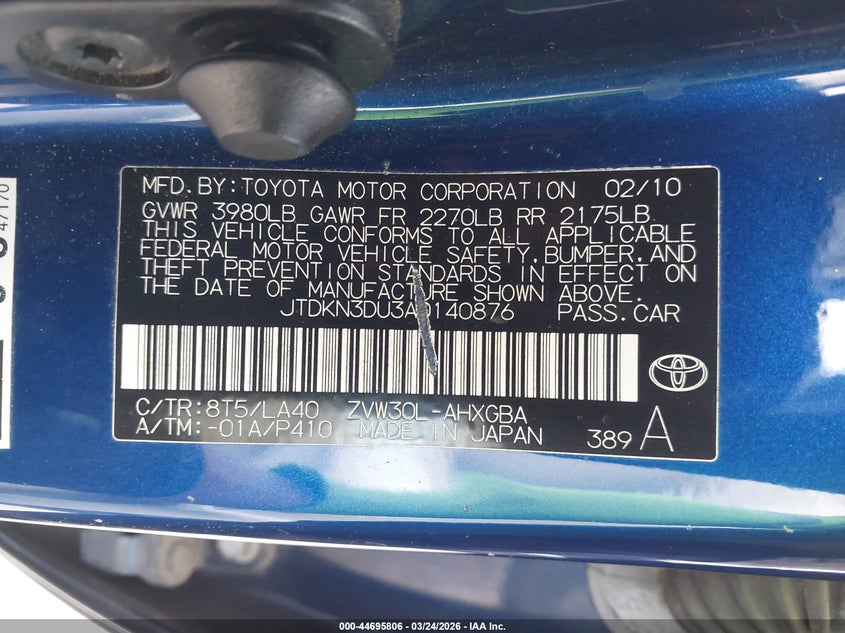 MFD.BY:TOYOTA MOTOR CORPORATION 02/10
GVWR 3980LB GAWR FR 2270LB RR 2175LB
THIS VEHICLE CONFORMS TO ALL APPLICABLE
FEDERAL MOTOR VEHICLE SAFETY,BUMPER,AND
THEFT PREVENTION STANDARDS IN EFFECT ON
THE DATE OF MANUFACTURE SHOWN ABOVE.
PASS.CAR
C/TR:8T5/LA40 ZVW30L-AHXGBA
A/TM:-01A/P410 MADE IN JAPAN 389 A
47170
000-44695806 - 03/24/2026 - IAA Inc.